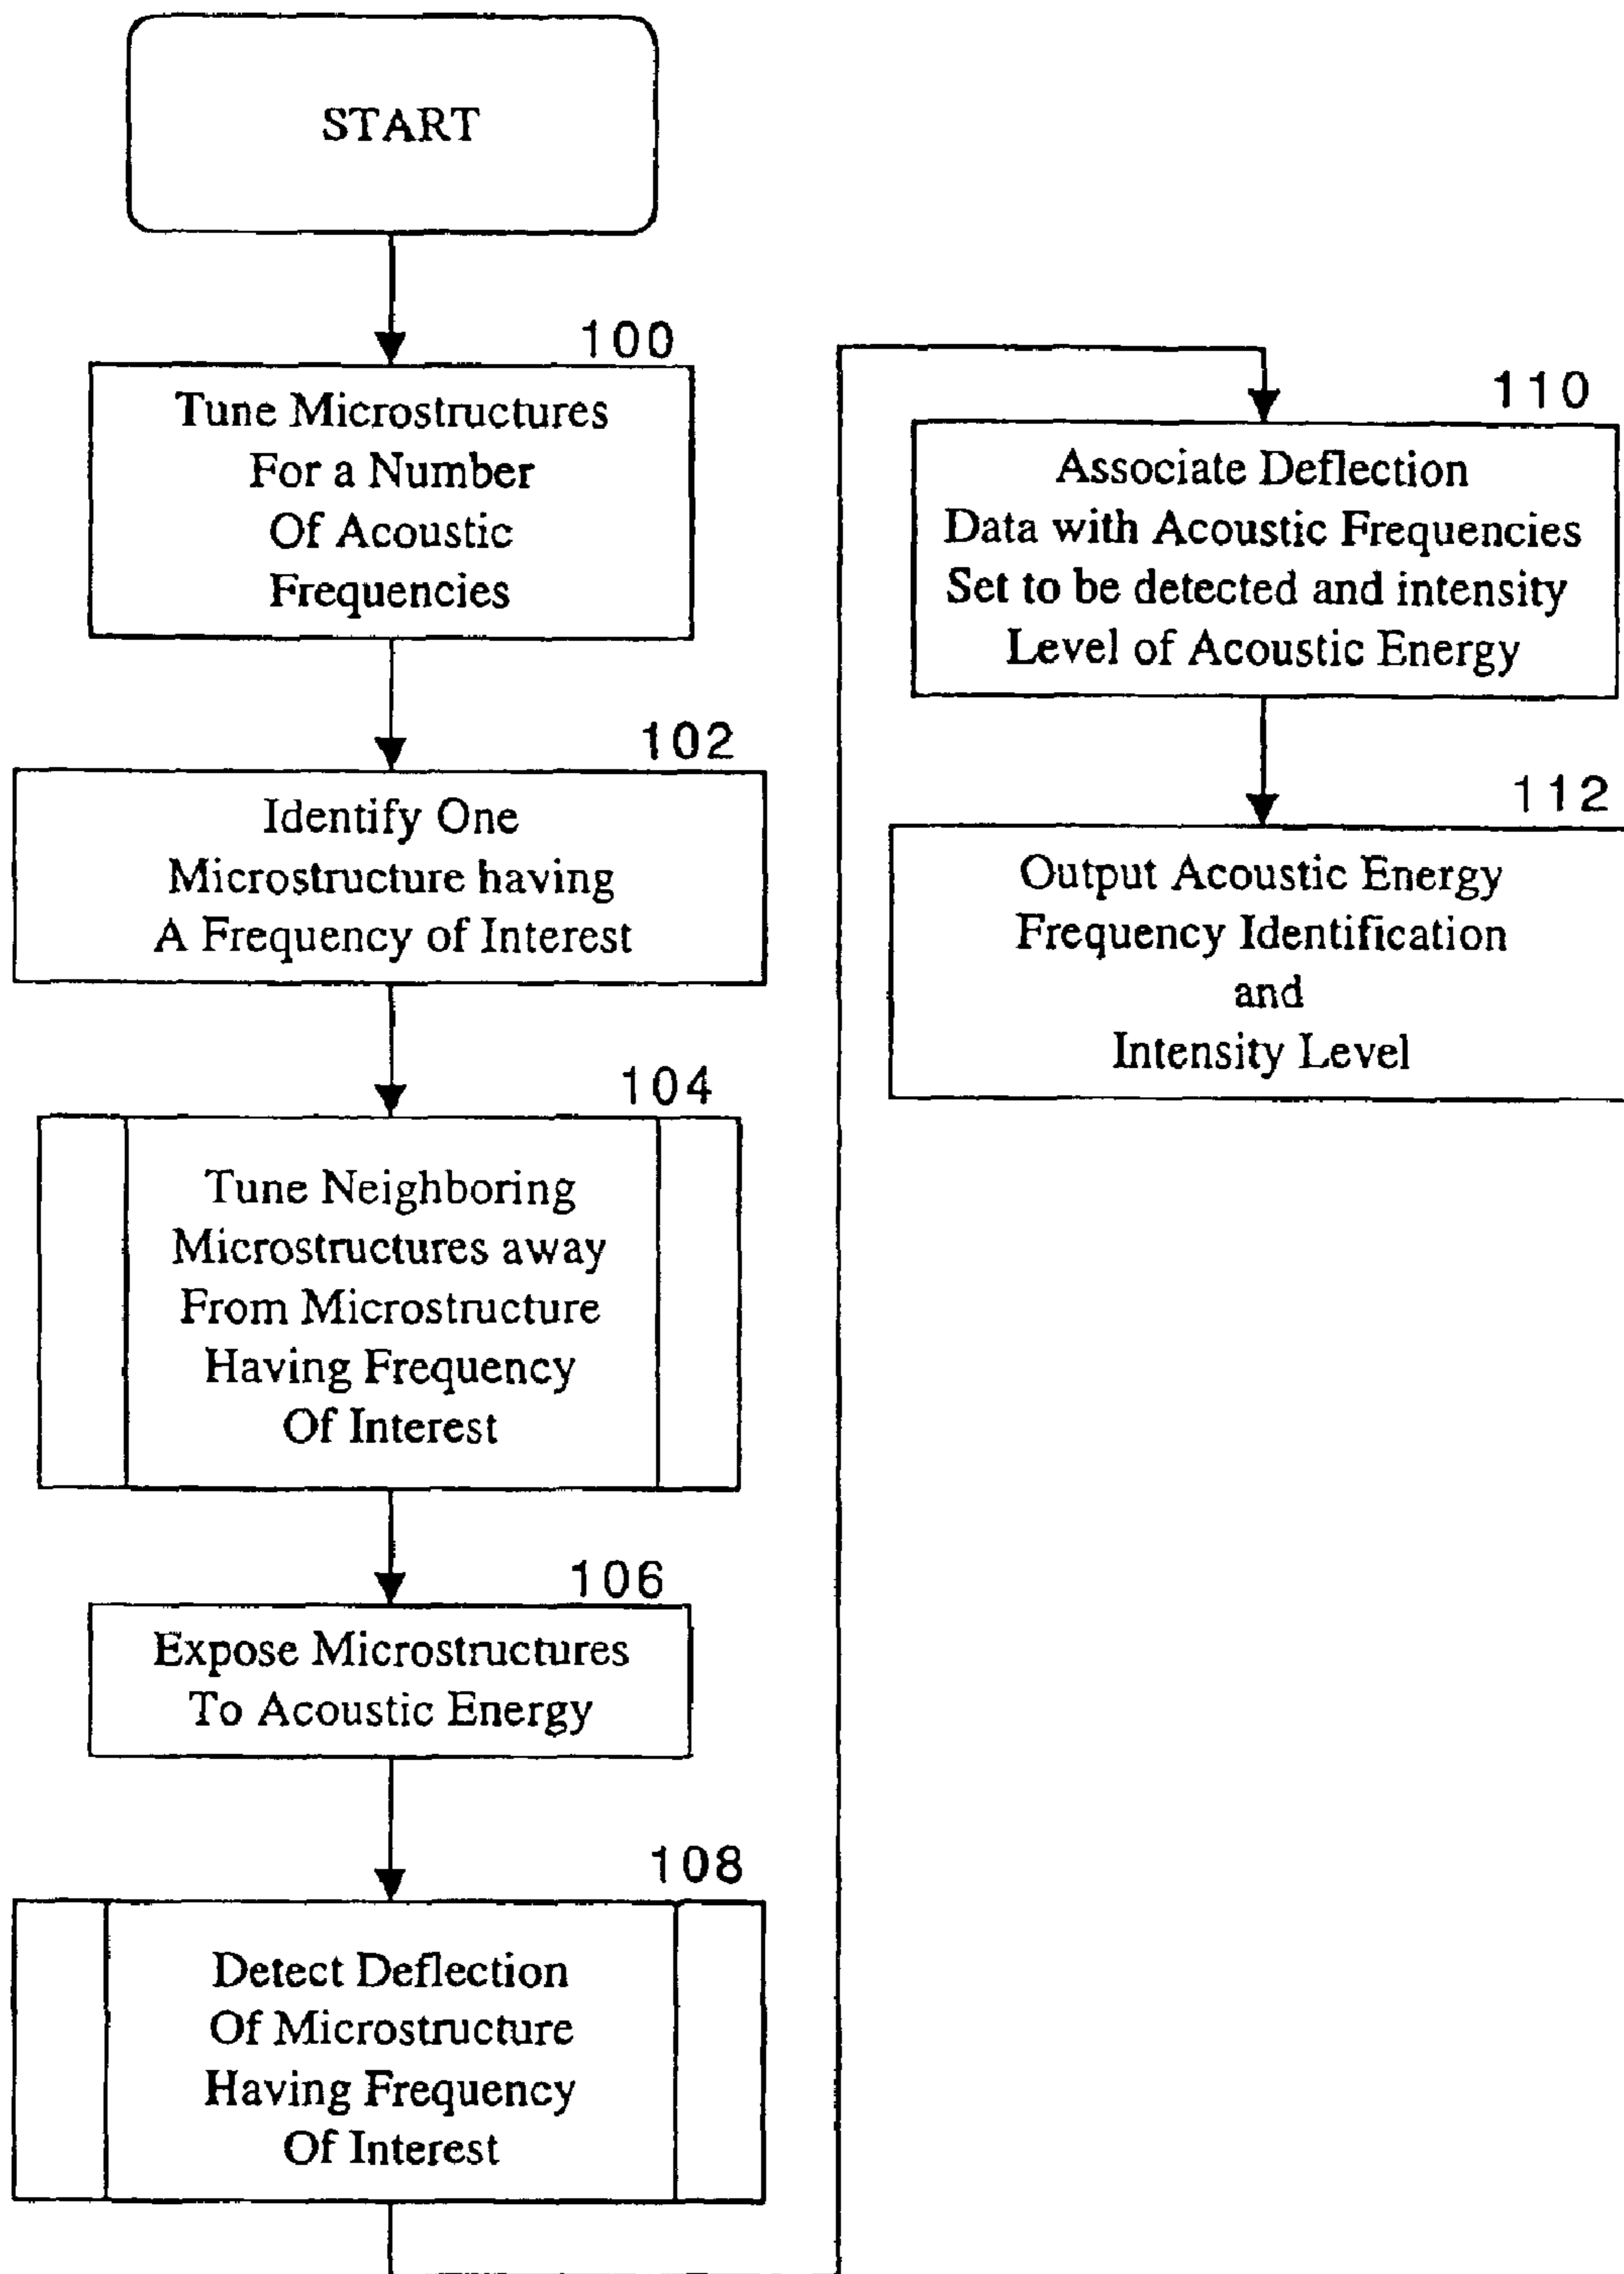 START
100
Tune Microstructures
For a Number
Of Acoustic
Frequencies
102
Identify One
Microstructure having
A Frequency of Interest
104
Tune Neighboring
Microstructures away
From Microstructure
Having Frequency
Of Interest
106
Expose Microstructures
To Acoustic Energy
108
Detect Deflection
Of Microstructure
Having Frequency
Of Interest
110
Associate Deflection
Data with Acoustic Frequencies
Set to be detected and intensity
Level of Acoustic Energy
112
Output Acoustic Energy
Frequency Identification
and
Intensity Level